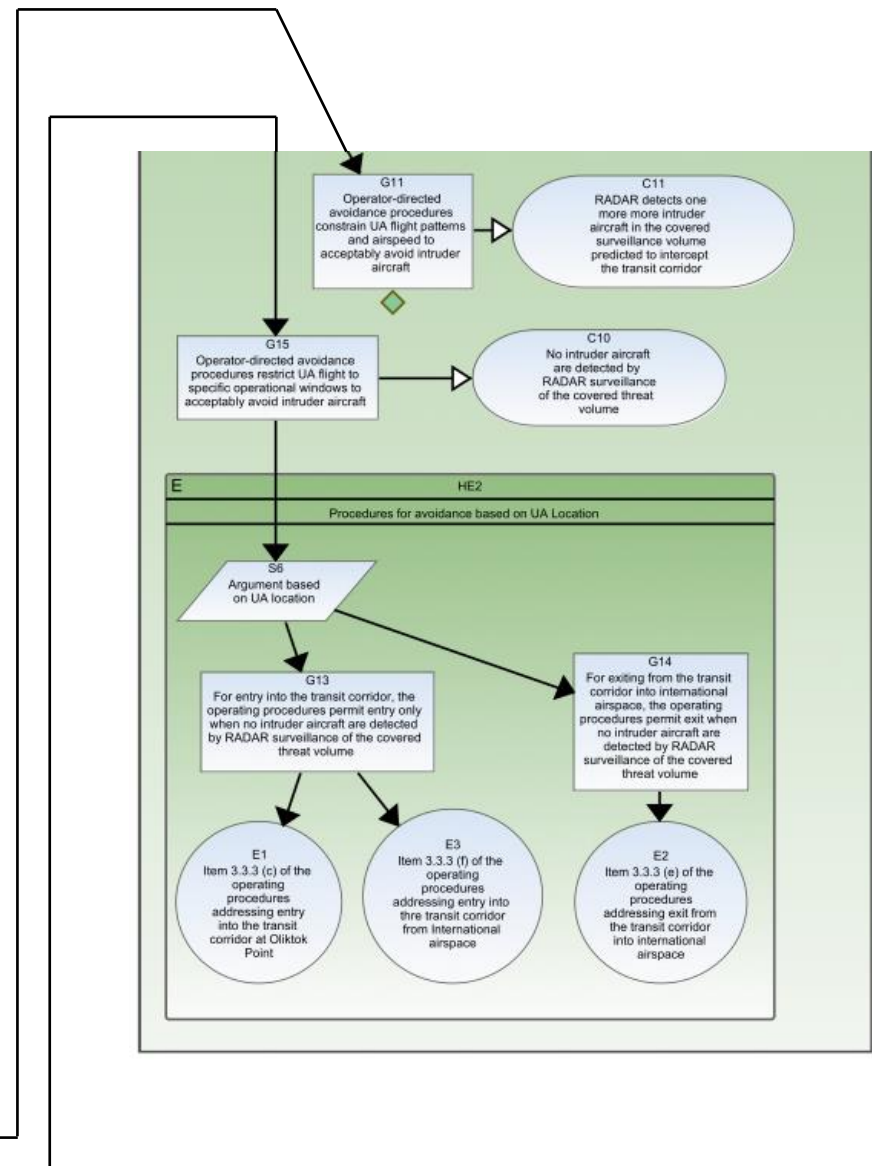 G11
Operator-directed
avoidance procedures
constrain UA flight patterns
and airspeed to
acceptably avoid intruder
aircraft
C11
RADAR detects one
more more intruder
aircraft in the covered
surveillance volume
predicted to intercept
the transit corridor
G15
Operator-directed avoidance
procedures restrict UA flight to
specific operational windows to
acceptably avoid intruder aircraft
C10
No intruder aircraft
are detected by
RADAR surveillance
of the covered threat
volume
E
HE2
Procedures for avoidance based on UA Location
S6
Argument based
on UA location
G13
For entry into the transit corridor, the
operating procedures permit entry only
when no intruder aircraft are detected
by RADAR surveillance of the covered
threat volume
G14
For exiting from the transit
corridor into international
airspace, the operating
procedures permit exit when
no intruder aircraft are
detected by RADAR
surveillance of the covered
threat volume
E1
Item 3.3.3 (c) of the
operating
procedures
addressing entry
into the transit
corridor at Oliktok
Point
E3
Item 3.3.3 (f) of the
operating
procedures
addressing entry into
thre transit corridor
from International
airspace
E2
Item 3.3.3 (e) of the
operating
procedures
addressing exit from
the transit corridor
into international
airspace